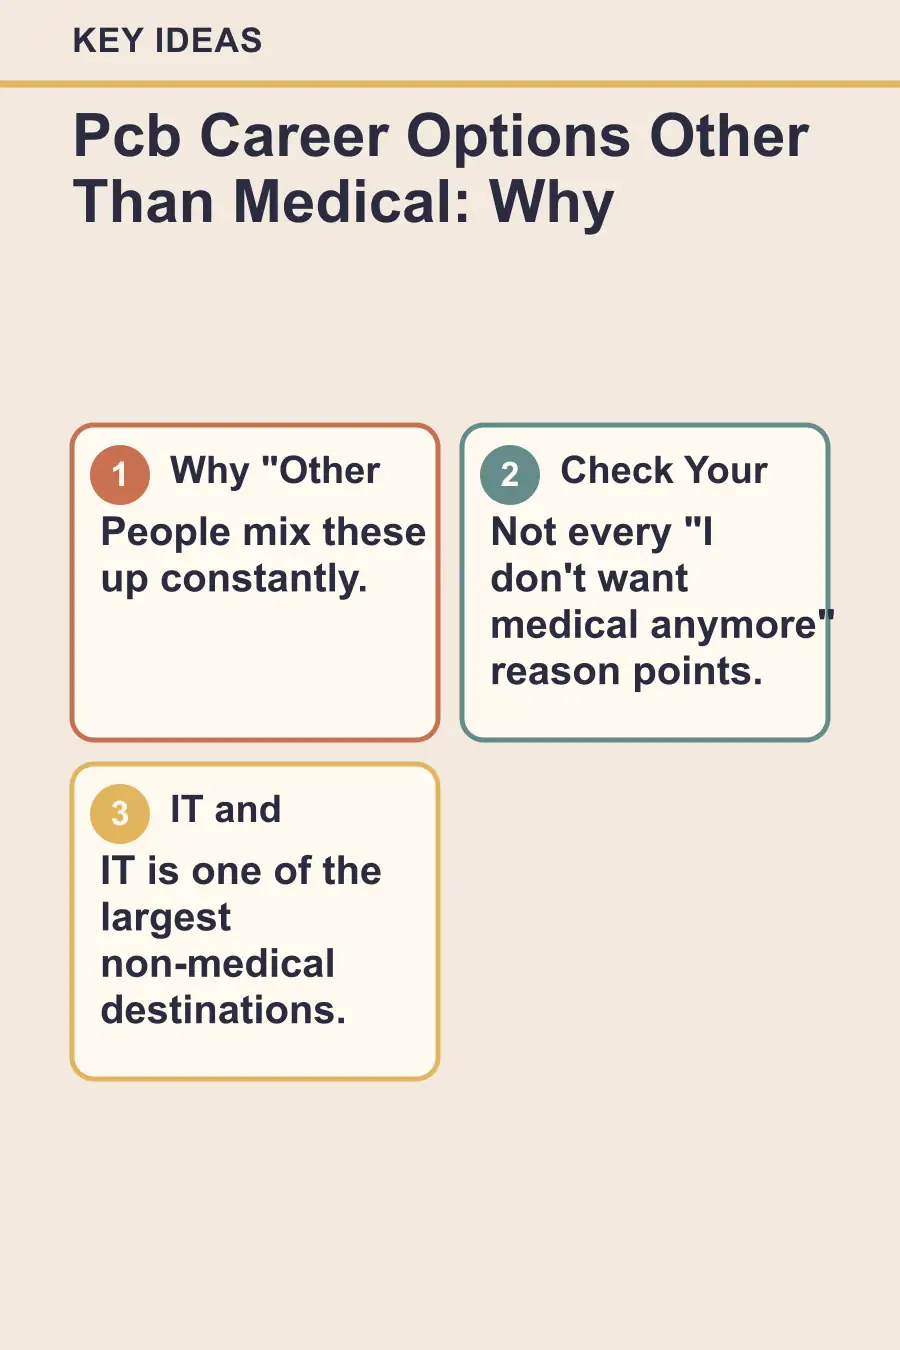 KEY IDEAS
Pcb Career Options Other
Than Medical: Why
1 Why "Other
People mix these
up constantly.
2 Check Your
Not every "I
don't want
medical anymore"
reason points.
3 IT and
IT is one of the
largest
non-medical
destinations.